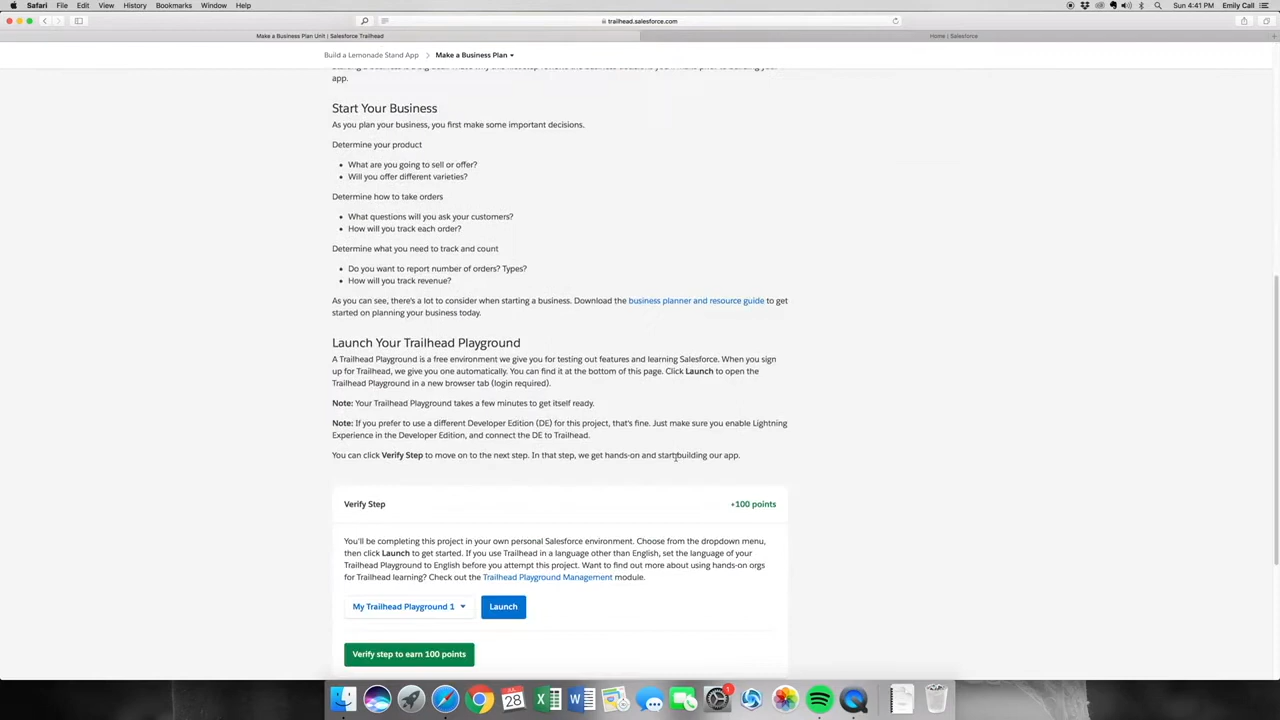 Safari File Edit View History Bookmarks Window Help
Sun 4:41 PM Emily Call
trailhead.salesforce.com
Make a Business Plan Unit | Salesforce Trailhead
Home | Salesforce
Build a Lemonade Stand App > Make a Business Plan
app.
Start Your Business
As you plan your business, you first make some important decisions.
Determine your product
• What are you going to sell or offer?
• Will you offer different varieties?
Determine how to take orders
• What questions will you ask your customers?
• How will you track each order?
Determine what you need to track and count
• Do you want to report number of orders? Types?
• How will you track revenue?
As you can see, there's a lot to consider when starting a business. Download the business planner and resource guide to get
started on planning your business today.
Launch Your Trailhead Playground
A Trailhead Playground is a free environment we give you for testing out features and learning Salesforce. When you sign
up for Trailhead, we give you one automatically. You can find it at the bottom of this page. Click Launch to open the
Trailhead Playground in a new browser tab (login required).
Note: Your Trailhead Playground takes a few minutes to get itself ready.
Note: If you prefer to use a different Developer Edition (DE) for this project, that's fine. Just make sure you enable Lightning
Experience in the Developer Edition, and connect the DE to Trailhead.
You can click Verify Step to move on to the next step. In that step, we get hands-on and start building our app.
Verify Step
+100 points
You'll be completing this project in your own personal Salesforce environment. Choose from the dropdown menu,
then click Launch to get started. If you use Trailhead in a language other than English, set the language of your
Trailhead Playground to English before you attempt this project. Want to find out more about using hands-on orgs
for Trailhead learning? Check out the Trailhead Playground Management module.
My Trailhead Playground 1
Launch
Verify step to earn 100 points
JUL
28
1